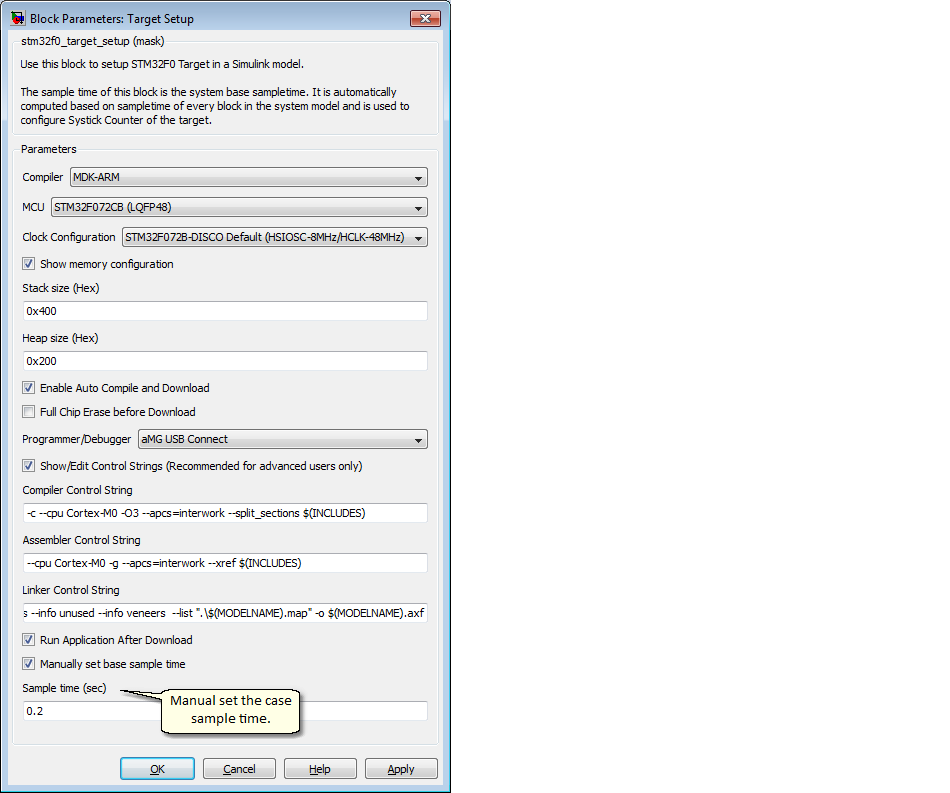 Block Parameters: Target Setup
stm32f0_target_setup (mask)
Use this block to setup STM32F0 Target in a Simulink model.
The sample time of this block is the system base sampletime. It is automatically
computed based on sampletime of every block in the system model and is used to
configure Systick Counter of the target.
Parameters
Compiler MDK-ARM
MCU STM32F072CB (LQFP48)
Clock Configuration STM32F072B-DISCO Default (HSIOSC-8MHz/HCLK-48MHz)
Show memory configuration
Stack size (Hex)
0x400
Heap size (Hex)
0x200
Enable Auto Compile and Download
Full Chip Erase before Download
Programmer/Debugger aMG USB Connect
Show/Edit Control Strings (Recommended for advanced users only)
Compiler Control String
-c --cpu Cortex-M0 -O3 --apcs=interwork --split_sections $(INCLUDES)
Assembler Control String
--cpu Cortex-M0 -g --apcs=interwork --xref $(INCLUDES)
Linker Control String
s --info unused --info veneers --list ".\$(MODELNAME).map" -o $(MODELNAME).axf
Run Application After Download
Manually set base sample time
Sample time (sec)
0.2
Manual set the case
sample time.
OK Cancel Help Apply